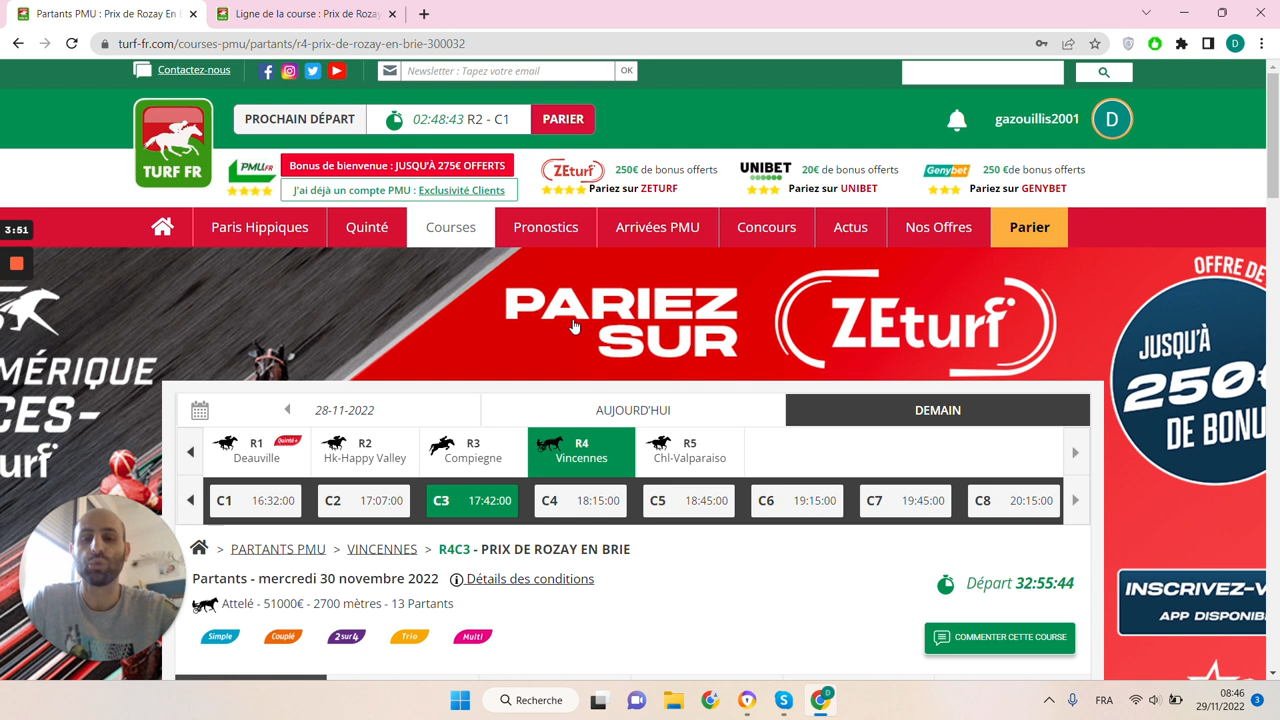 Partants PMU : Prix de Rozay En
Ligne de la course : Prix de Rozay
turf-fr.com/courses-pmu/partants/r4-prix-de-rozay-en-brie-300032
D
Contactez-nous
Newsletter : Tapez votre email
OK
TURF FR
PROCHAIN DÉPART
02:48:43 R2 - C1
PARIER
gazouillis2001
D
PMU.FR
Bonus de bienvenue : JUSQU'À 275€ OFFERTS
J'ai déjà un compte PMU : Exclusivité Clients
ZEturf
250€ de bonus offerts
Pariez sur ZETURF
UNIBET
20€ de bonus offerts
Pariez sur UNIBET
Genybet
250 €de bonus offerts
Pariez sur GENYBET
3:51
Paris Hippiques
Quinté
Courses
Pronostics
Arrivées PMU
Concours
Actus
Nos Offres
Parier
MÉRIQUE
CES-
urf
PARIEZ
SUR
ZEturf
OFFRE DE
JUSQU'À
250€
DE BONU
INSCRIVEZ-V
APP DISPONIB
28-11-2022
AUJOURD'HUI
DEMAIN
R1
Quinté+
Deauville
R2
Hk-Happy Valley
R3
Compiegne
R4
Vincennes
R5
Chl-Valparaiso
C1 16:32:00
C2 17:07:00
C3 17:42:00
C4 18:15:00
C5 18:45:00
C6 19:15:00
C7 19:45:00
C8 20:15:00
> PARTANTS PMU > VINCENNES > R4C3 - PRIX DE ROZAY EN BRIE
Partants - mercredi 30 novembre 2022
Détails des conditions
Départ 32:55:44
Attelé - 51000€ - 2700 mètres - 13 Partants
Simple
Couplé
2sur4
Trio
Multi
COMMENTER CETTE COURSE
Recherche
D
FRA
08:46
29/11/2022
3